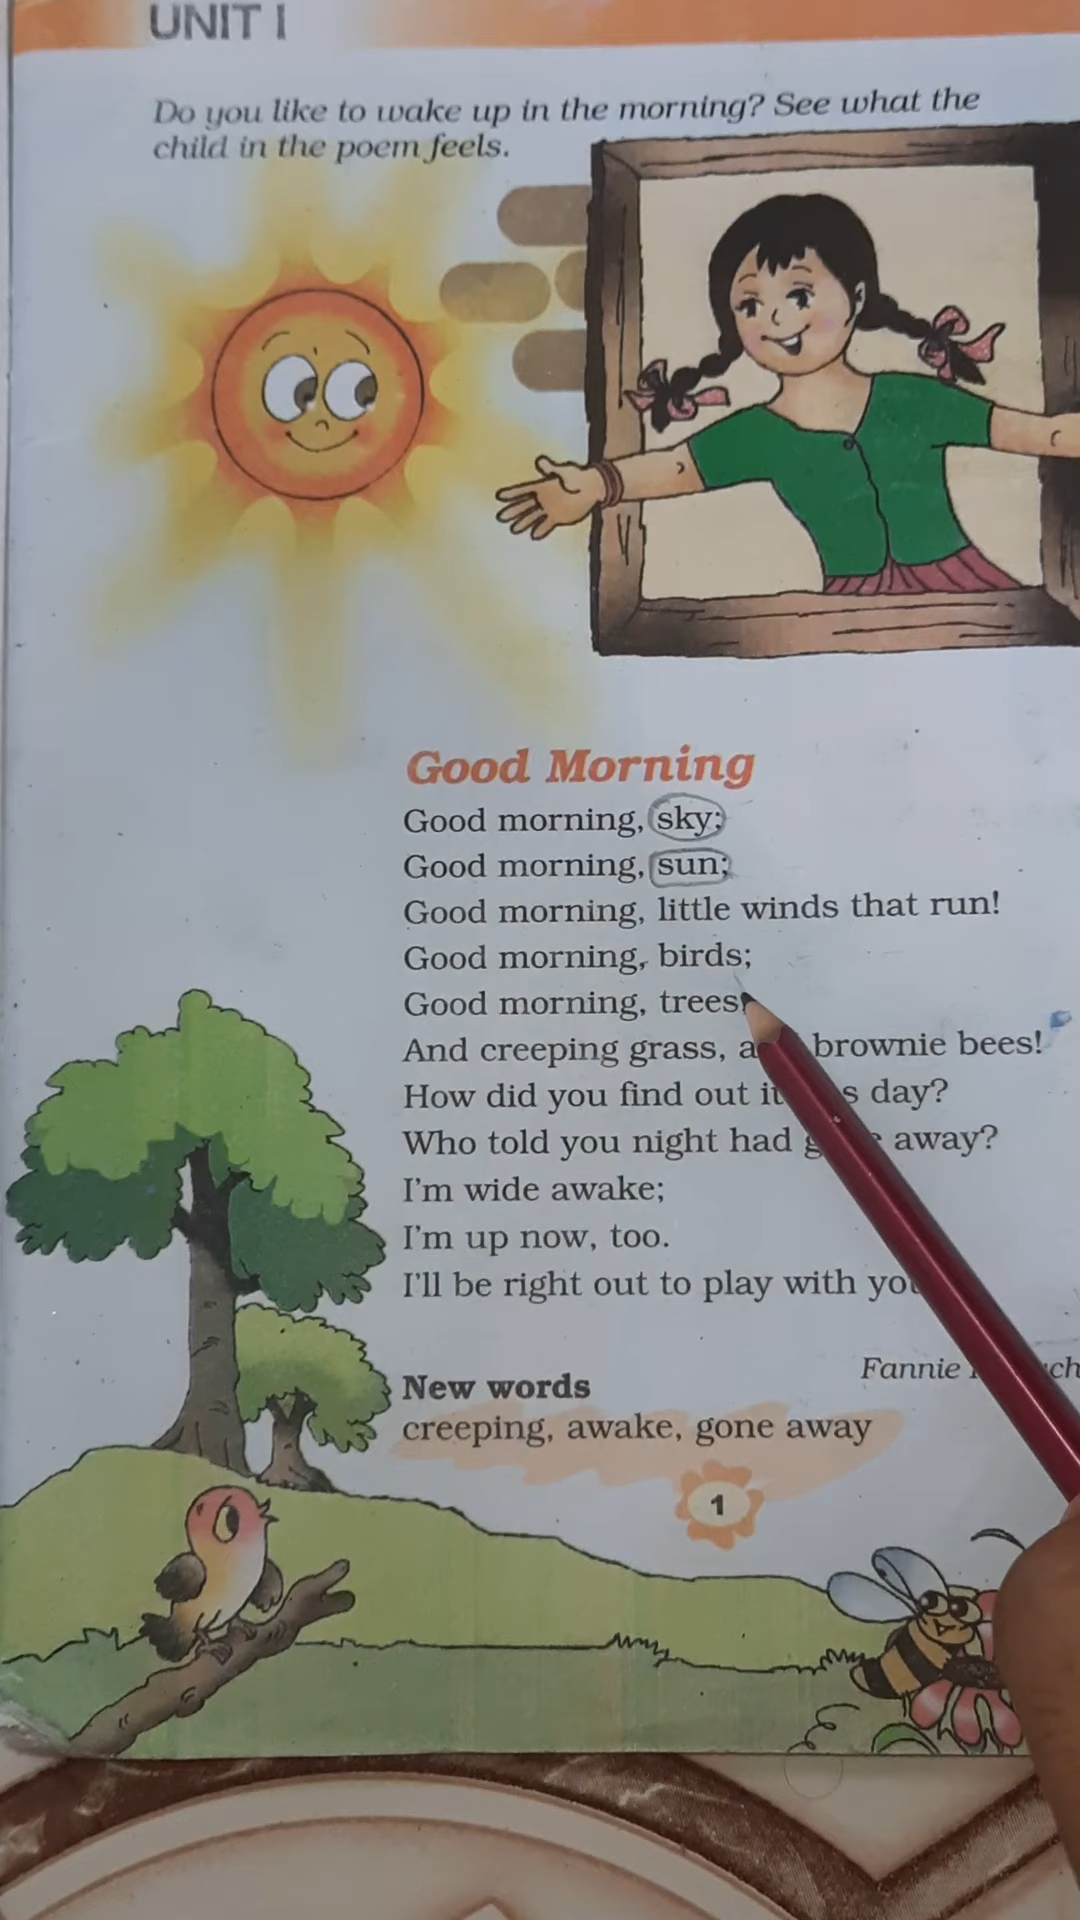 UNIT I
Do you like to wake up in the morning? See what the
child in the poem feels.
Good Morning
Good morning, sky;
Good morning, sun;
Good morning, little winds that run!
Good morning, birds;
Good morning, trees
And creeping grass, brownie bees!
How did you find out it day?
Who told you night had away?
I'm wide awake;
I'm up now, too.
I'll be right out to play with
Fannie
New words
creeping, awake, gone away
1